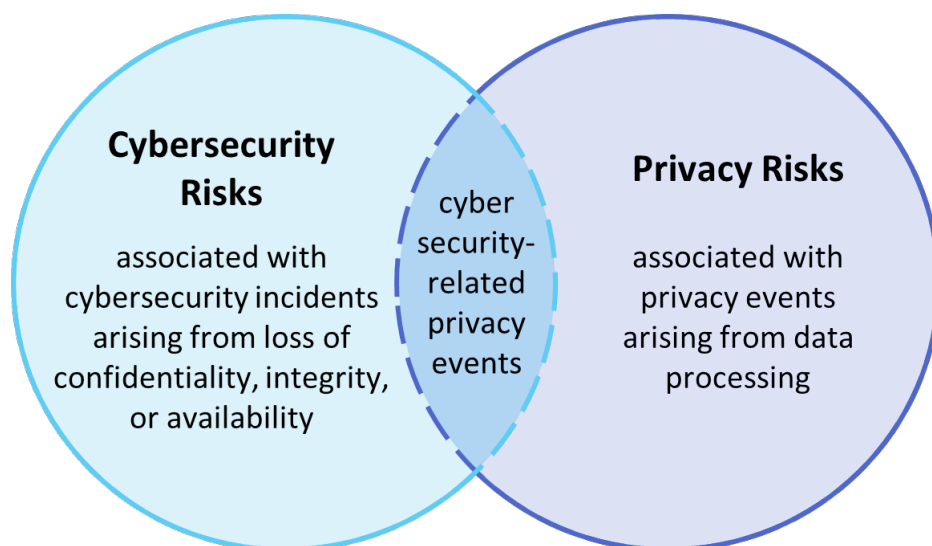 Cybersecurity
Risks
associated with
cybersecurity incidents
arising from loss of
confidentiality, integrity,
or availability
cyber
security-
related
privacy
events
Privacy Risks
associated with
privacy events
arising from data
processing